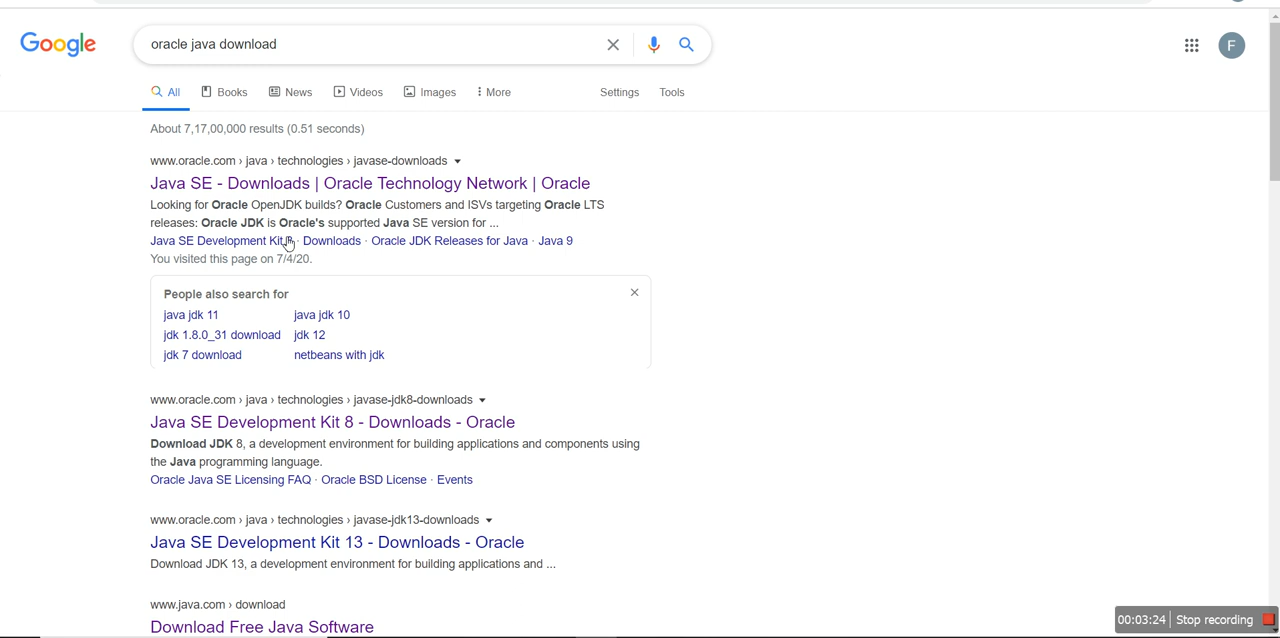 Google
oracle java download
F
All Books News Videos Images More Settings Tools
About 7,17,00,000 results (0.51 seconds)
www.oracle.com › java › technologies › javase-downloads
Java SE - Downloads | Oracle Technology Network | Oracle
Looking for Oracle OpenJDK builds? Oracle Customers and ISVs targeting Oracle LTS
releases: Oracle JDK is Oracle's supported Java SE version for ...
Java SE Development Kit 8 · Downloads · Oracle JDK Releases for Java · Java 9
You visited this page on 7/4/20.
People also search for
java jdk 11 java jdk 10
jdk 1.8.0_31 download jdk 12
jdk 7 download netbeans with jdk
www.oracle.com › java › technologies › javase-jdk8-downloads
Java SE Development Kit 8 - Downloads - Oracle
Download JDK 8, a development environment for building applications and components using
the Java programming language.
Oracle Java SE Licensing FAQ · Oracle BSD License · Events
www.oracle.com › java › technologies › javase-jdk13-downloads
Java SE Development Kit 13 - Downloads - Oracle
Download JDK 13, a development environment for building applications and ...
www.java.com › download
Download Free Java Software
00:03:24 Stop recording